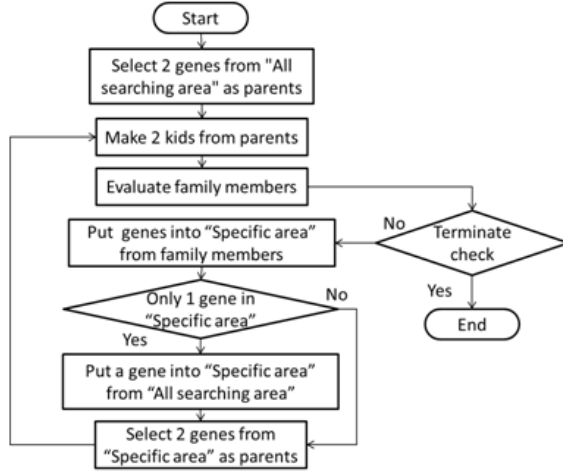 Start
Select 2 genes from "All
searching area" as parents
Make 2 kids from parents
Evaluate family members
No
Terminate
check
Put genes into “Specific area”
from family members
Yes
End
Only 1 gene in
“Specific area”
No
Yes
Put a gene into “Specific area”
from “All searching area”
Select 2 genes from
“Specific area” as parents